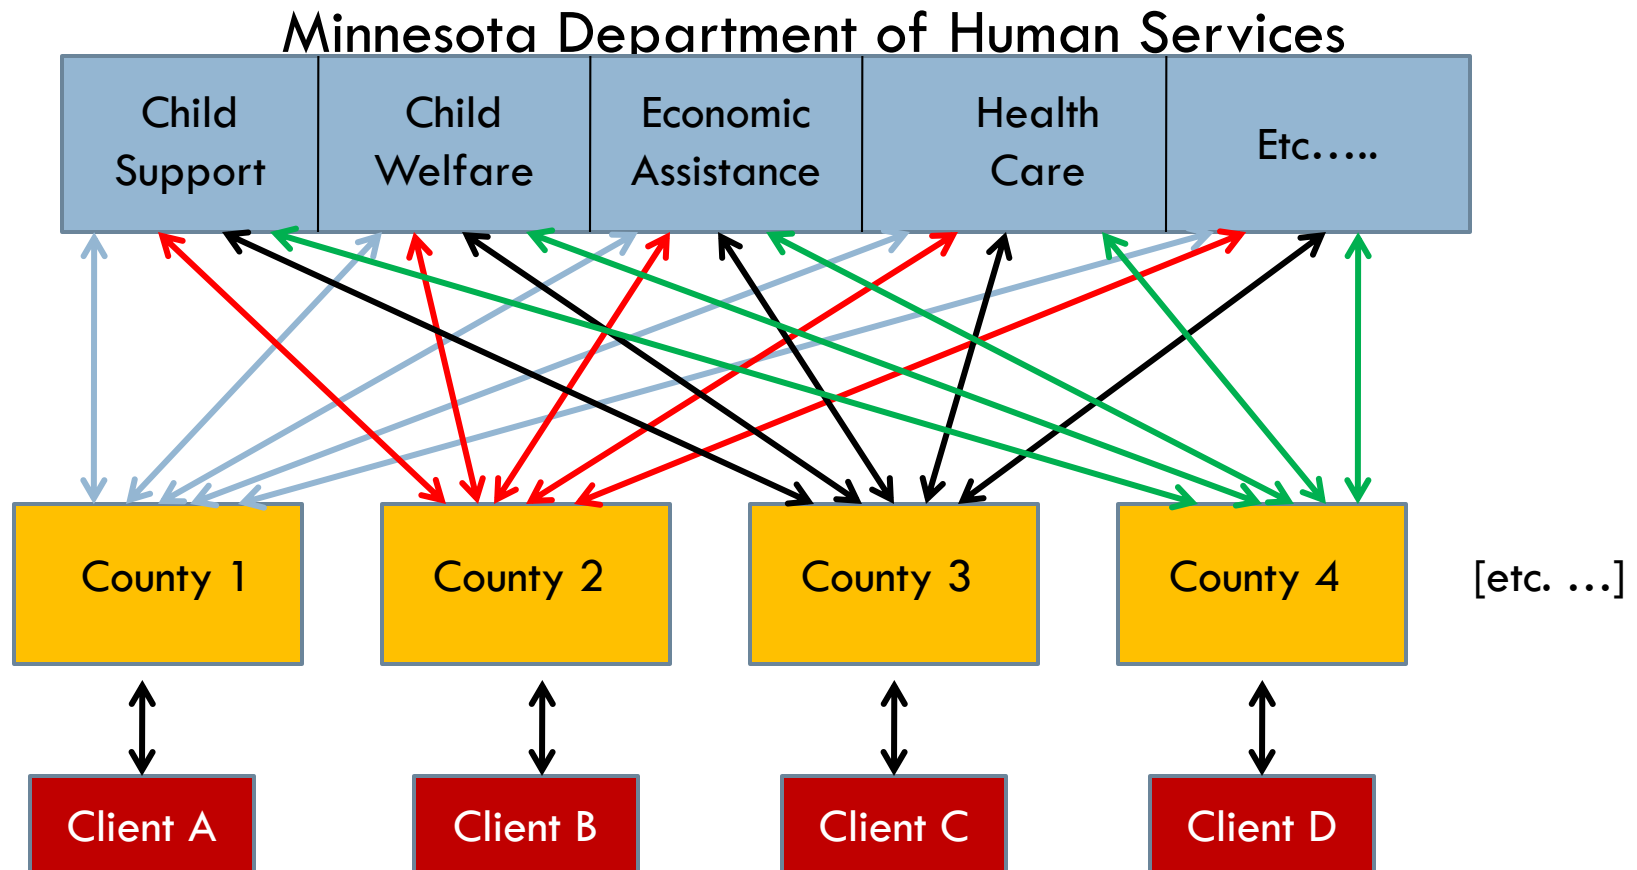 Minnesota Department of Human Services
Child
Support
Child
Welfare
Economic
Assistance
Health
Care
Etc…..
County 1
County 2
County 3
County 4
[etc. …]
Client A
Client B
Client C
Client D